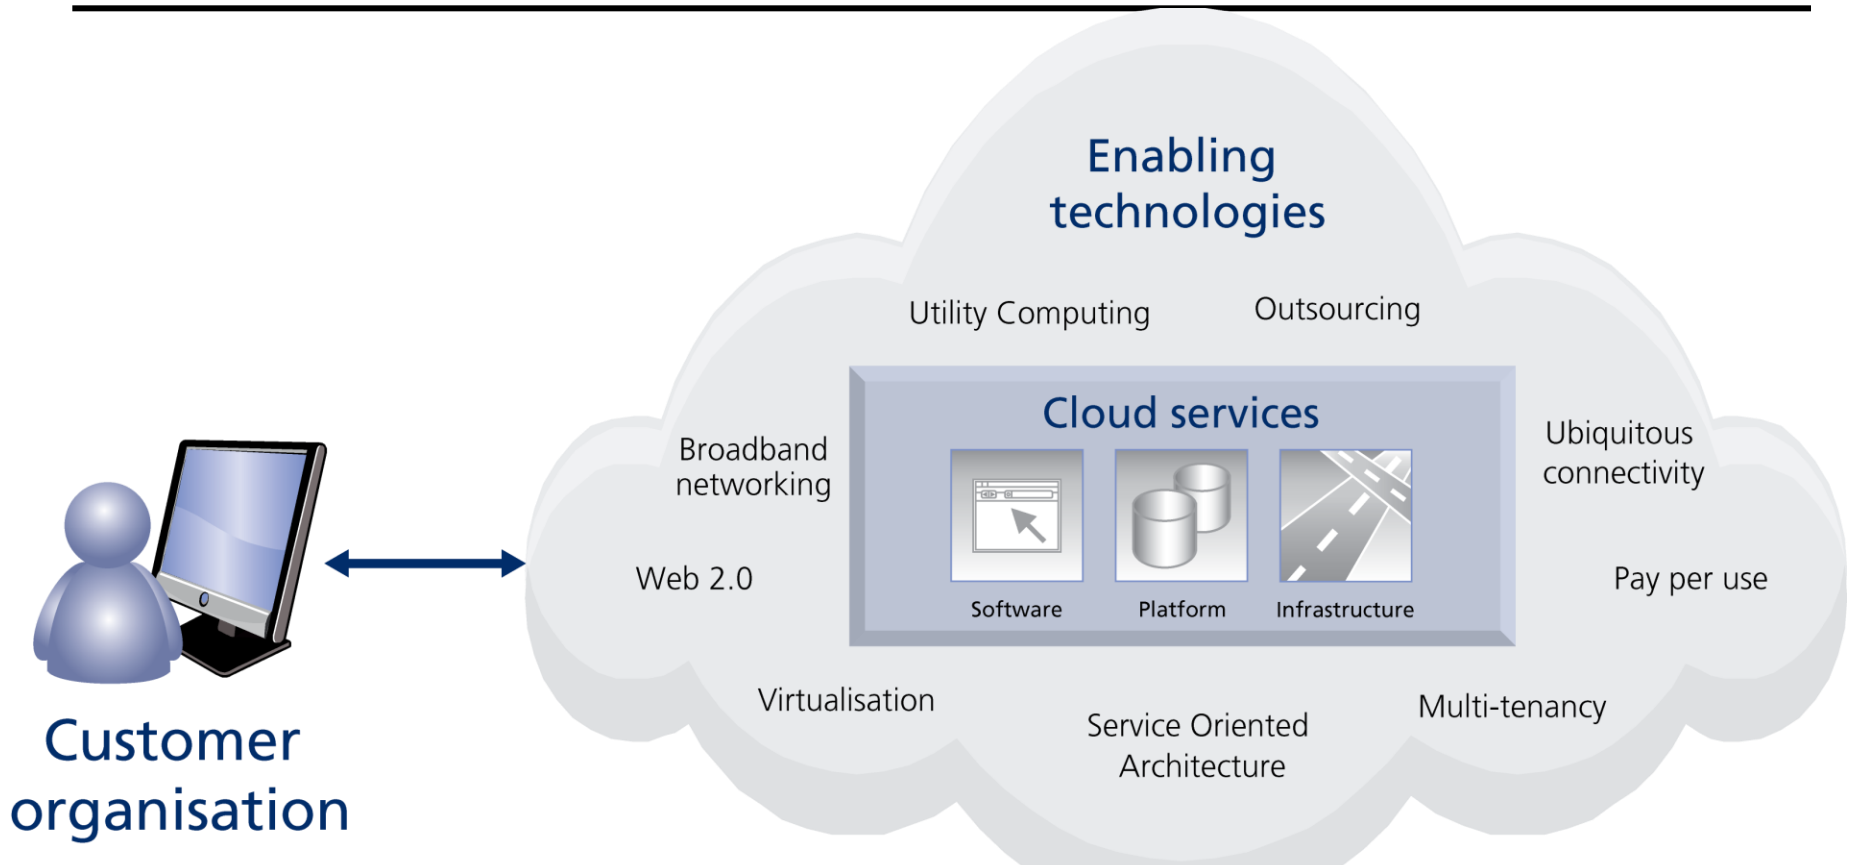 Enabling
technologies
Utility Computing
Outsourcing
Cloud services
Broadband
networking
Ubiquitous
connectivity
Web 2.0
Pay per use
Software
Platform
Infrastructure
Virtualisation
Service Oriented
Architecture
Multi-tenancy
Customer
organisation